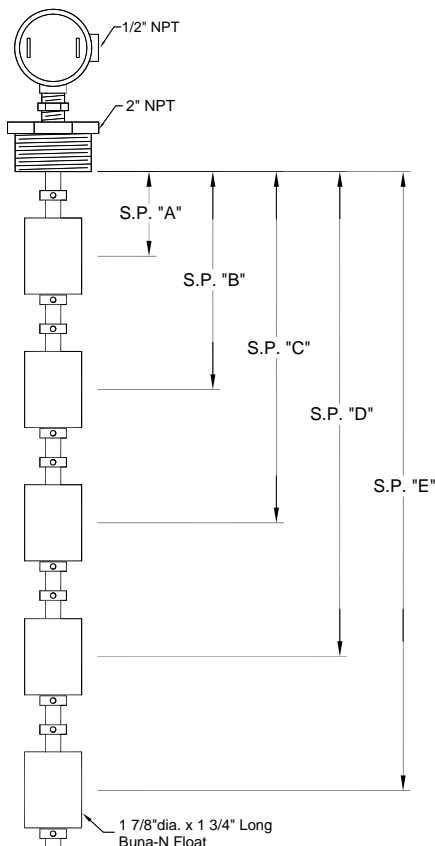 1/2" NPT
2" NPT
S.P. "A"
S.P. "B"
S.P. "C"
S.P. "D"
S.P. "E"
1 7/8"dia. x 1 3/4" Long
Buna-N Float